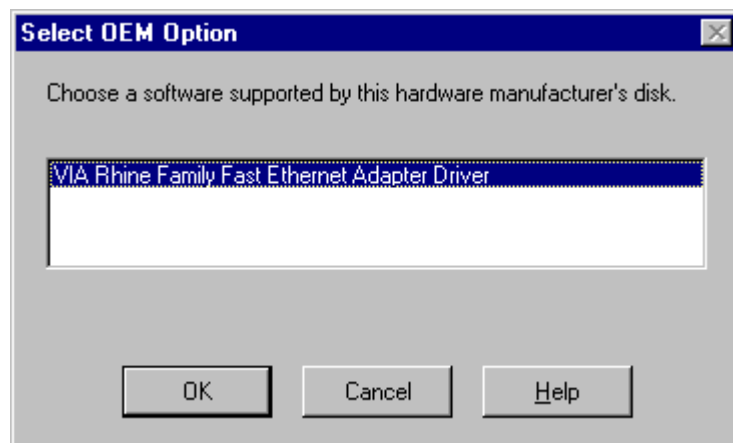 Select OEM Option
Choose a software supported by this hardware manufacturer's disk.
VIA Rhine Family Fast Ethernet Adapter Driver
OK
Cancel
Help